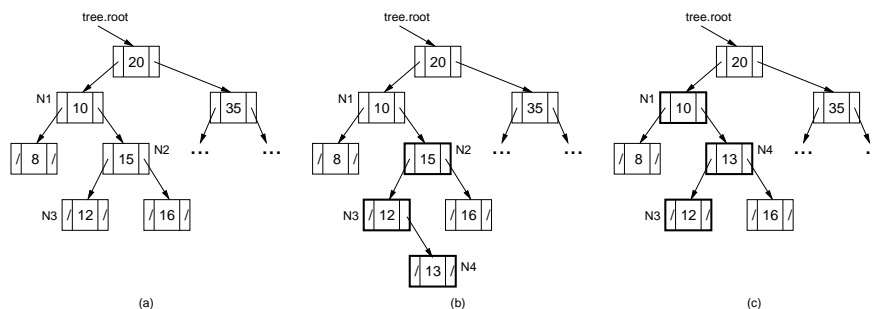 tree.root tree.root tree.root
20 20 20
N1 10 35 N1 10 35 N1 10 35
/ 8 / 15 N2 ... ... / 8 / 15 N2 ... ... / 8 / 13 N4 ...
N3 / 12 / / 16 / N3 / 12 / 16 / N3 / 12 / / 16 /
/ 13 / N4
(a) (b) (c)